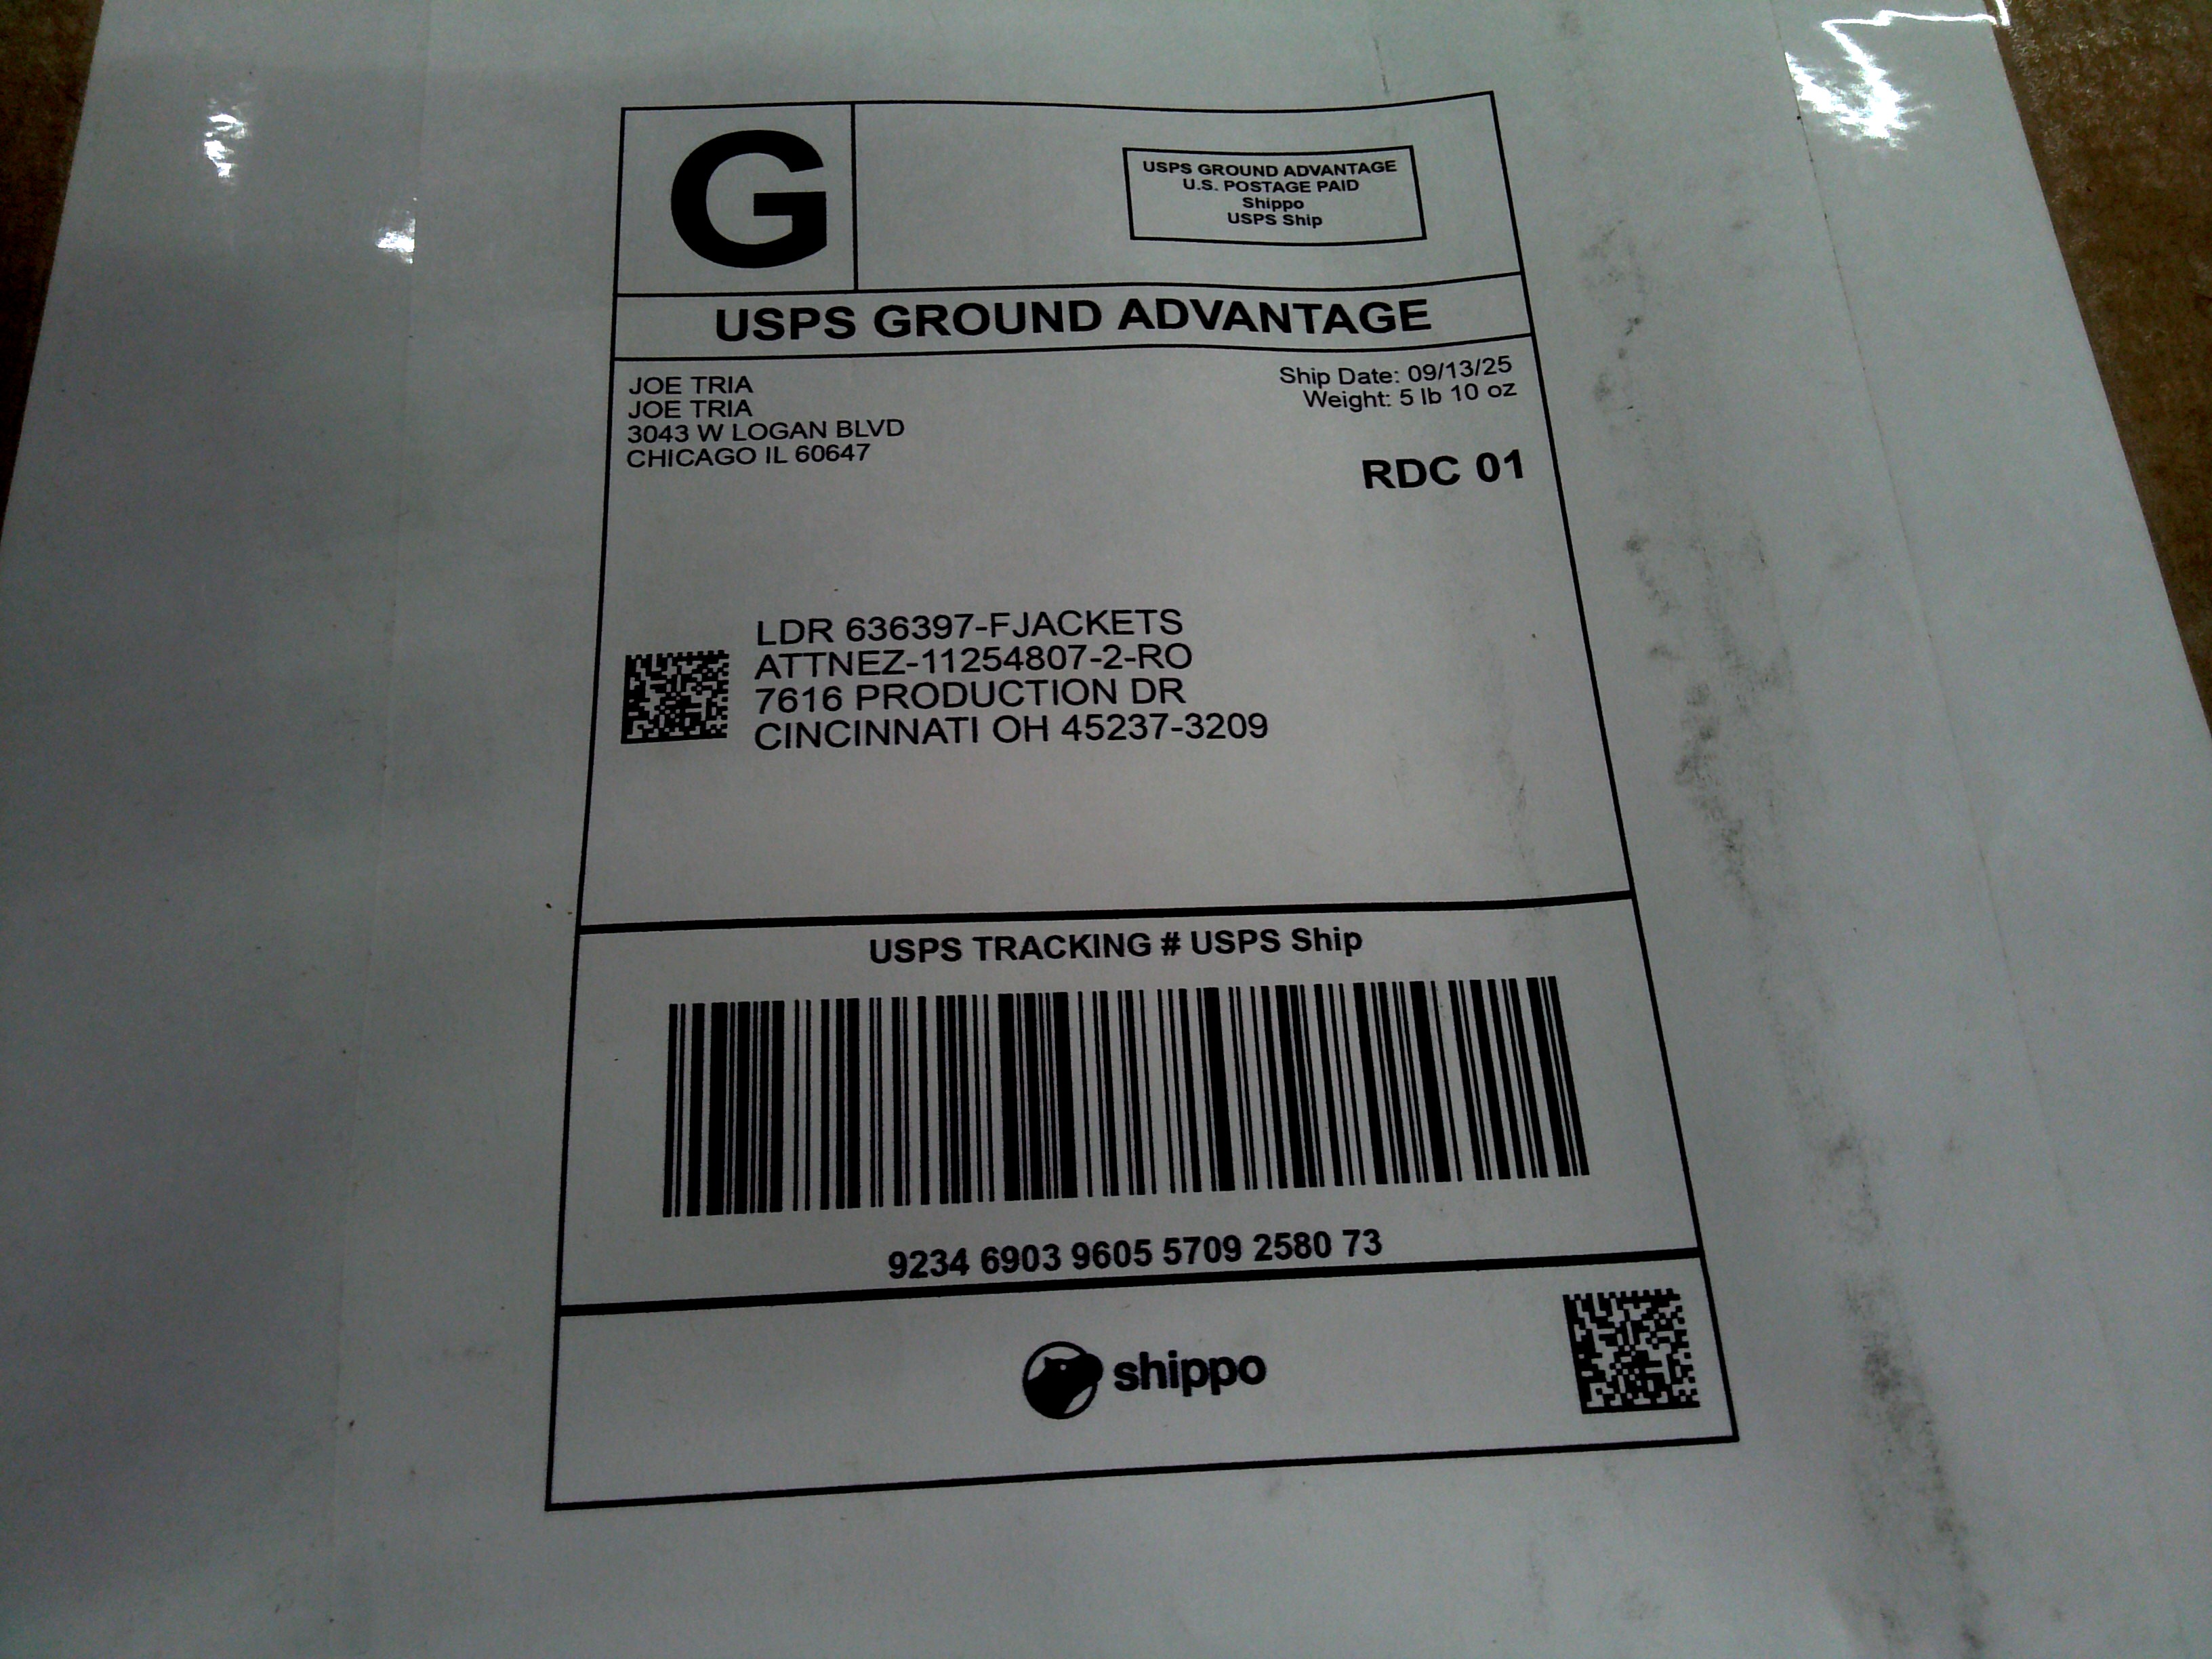 G
USPS GROUND ADVANTAGE
U.S. POSTAGE PAID
Shippo
USPS Ship
USPS GROUND ADVANTAGE
JOE TRIA
JOE TRIA
3043 W LOGAN BLVD
CHICAGO IL 60647
Ship Date: 09/13/25
Weight: 5 lb 10 oz
RDC 01
LDR 636397-FJACKETS
ATTNEZ-11254807-2-RO
7616 PRODUCTION DR
CINCINNATI OH 45237-3209
USPS TRACKING # USPS Ship
9234 6903 9605 5709 2580 73
shippo